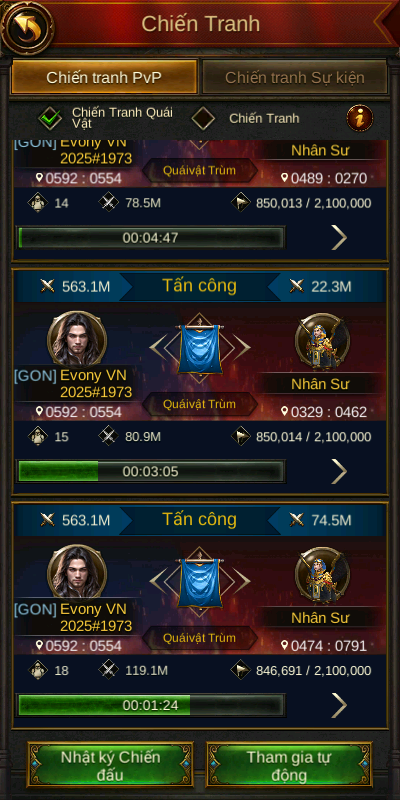 Chiến Tranh
Chiến tranh PvP
Chiến tranh Sự kiện
Chiến Tranh Quái
Vật
Chiến Tranh
[GON] Evony VN
2025#1973
Quáivật Trùm
Nhân Sư
0592 : 0554
0489 : 0270
14
78.5M
850,013 / 2,100,000
00:04:47
563.1M
Tấn công
22.3M
[GON] Evony VN
2025#1973
Quáivật Trùm
Nhân Sư
0592 : 0554
0329 : 0462
15
80.9M
850,014 / 2,100,000
00:03:05
563.1M
Tấn công
74.5M
[GON] Evony VN
2025#1973
Quáivật Trùm
Nhân Sư
0592 : 0554
0474 : 0791
18
119.1M
846,691 / 2,100,000
00:01:24
Nhật ký Chiến
đấu
Tham gia tự
động